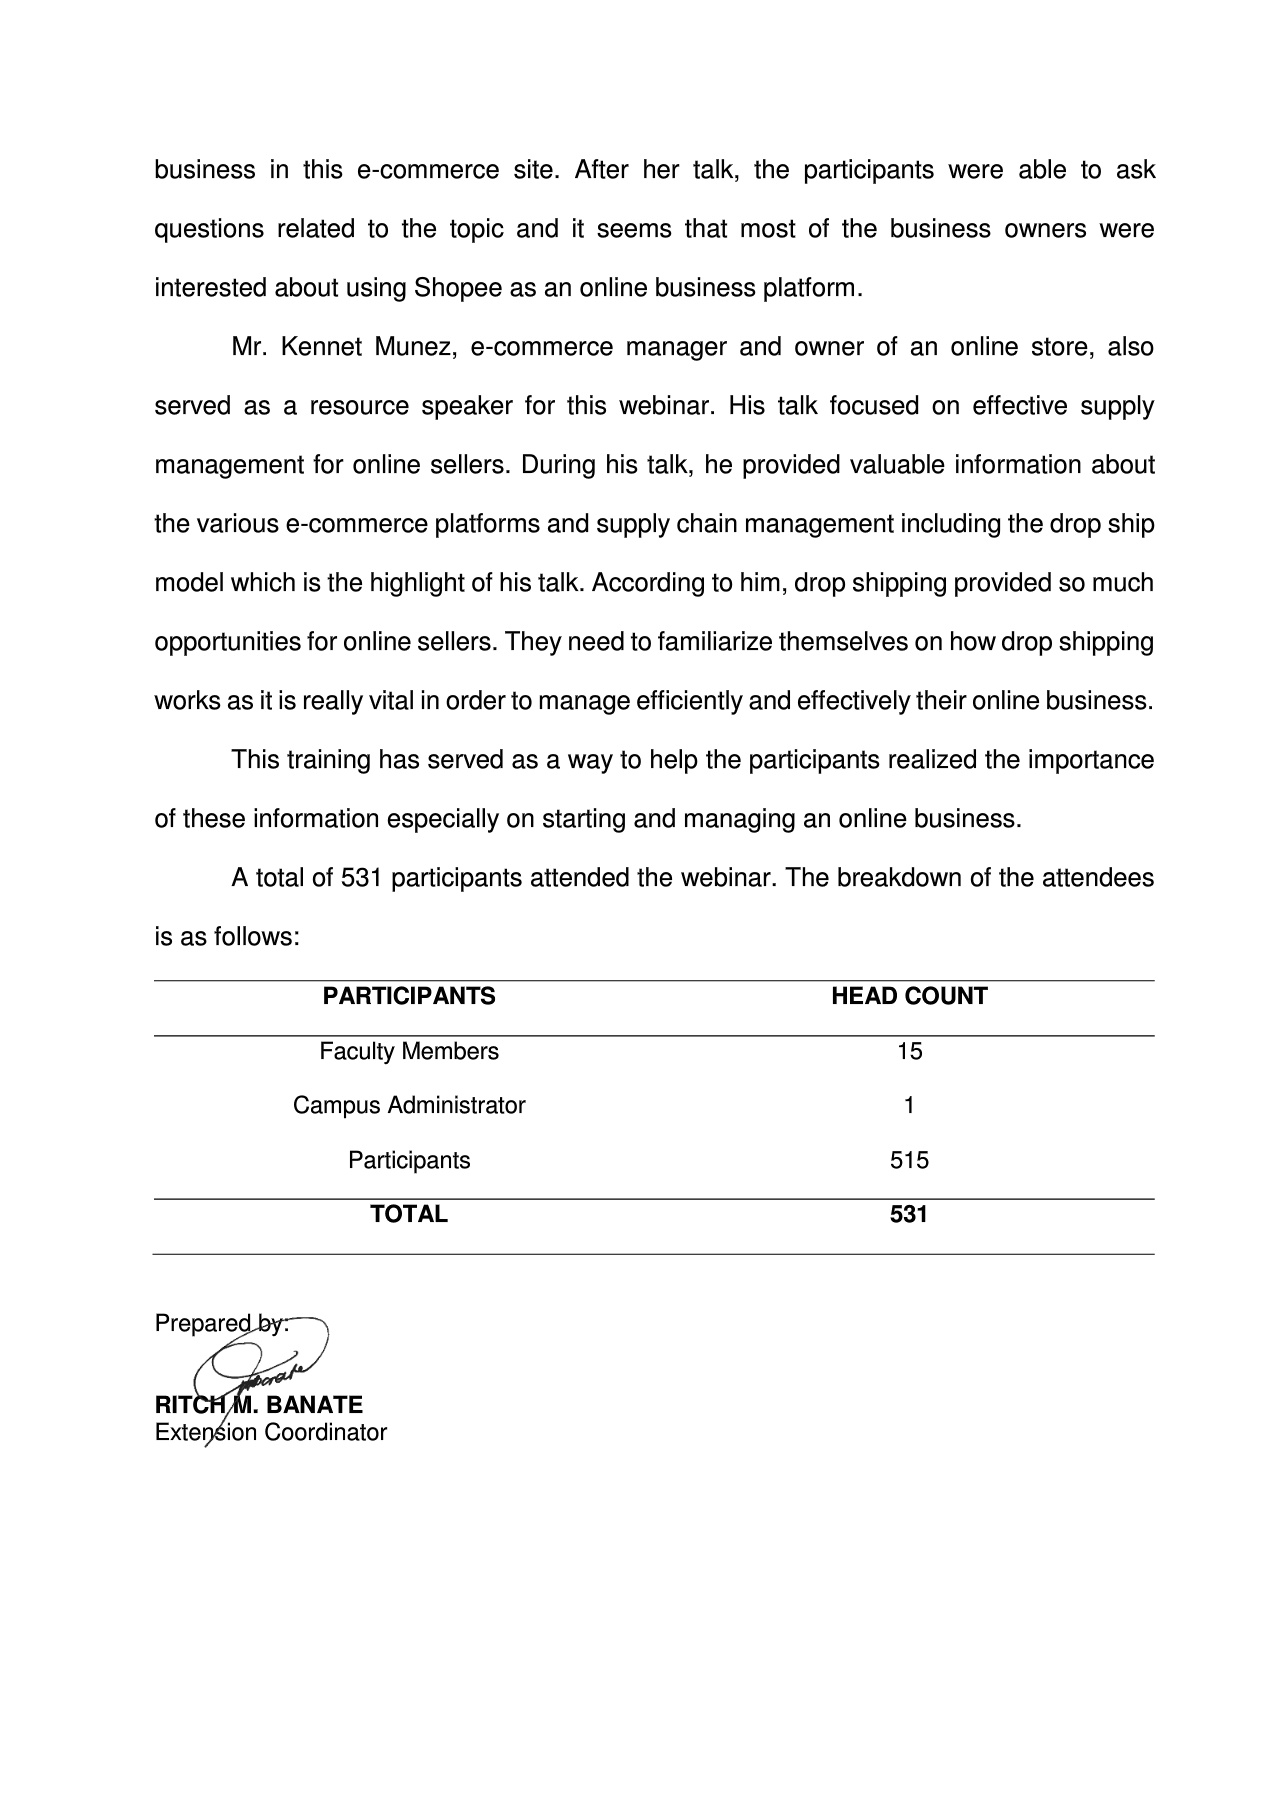 business in this e-commerce site. After her talk, the participants were able to ask
questions related to the topic and it seems that most of the business owners were
interested about using Shopee as an online business platform.
Mr. Kennet Munez, e-commerce manager and owner of an online store, also
served as a resource speaker for this webinar. His talk focused on effective supply
management for online sellers. During his talk, he provided valuable information about
the various e-commerce platforms and supply chain management including the drop ship
model which is the highlight of his talk. According to him, drop shipping provided so much
opportunities for online sellers. They need to familiarize themselves on how drop shipping
works as it is really vital in order to manage efficiently and effectively their online business.
This training has served as a way to help the participants realized the importance
of these information especially on starting and managing an online business.
A total of 531 participants attended the webinar. The breakdown of the attendees
is as follows:
PARTICIPANTS HEAD COUNT
Faculty Members 15
Campus Administrator 1
Participants 515
TOTAL 531
Prepared by:
RITCH M. BANATE
Extension Coordinator